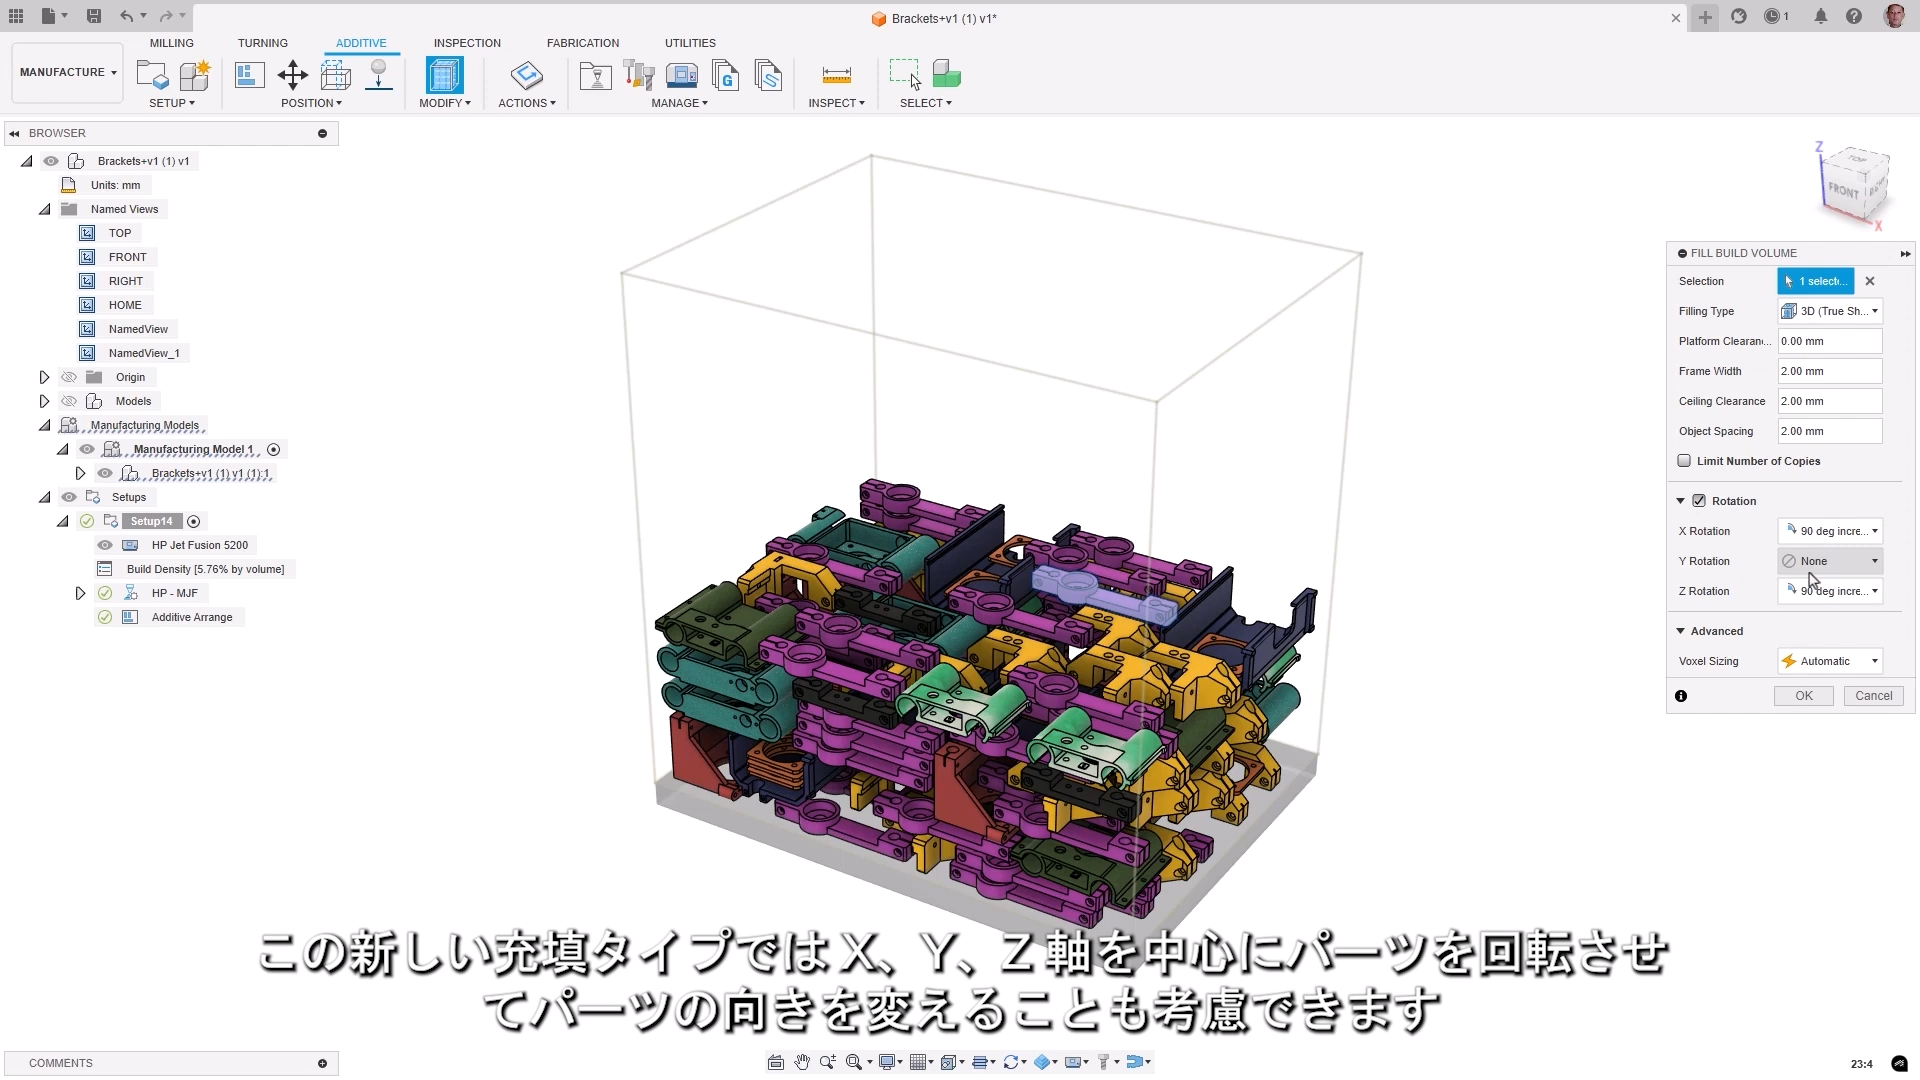 Brackets+v1 (1) v1*
1
MILLING TURNING ADDITIVE INSPECTION FABRICATION UTILITIES
MANUFACTURE
SETUP POSITION MODIFY ACTIONS MANAGE INSPECT SELECT
BROWSER
Brackets+v1 (1) v1
Units: mm
Named Views
TOP
FRONT
RIGHT
HOME
NamedView
NamedView_1
Origin
Models
Manufacturing Models
Manufacturing Model 1
Brackets+v1 (1) v1 (1):1
Setups
Setup14
HP Jet Fusion 5200
Build Density [5.76% by volume]
HP - MJF
Additive Arrange
Z
TOP
FRONT
X
FILL BUILD VOLUME
Selection 1 select...
Filling Type 3D (True Sh...
Platform Clearan... 0.00 mm
Frame Width 2.00 mm
Ceiling Clearance 2.00 mm
Object Spacing 2.00 mm
Limit Number of Copies
Rotation
X Rotation 90 deg incre...
Y Rotation None
Z Rotation 90 deg incre...
Advanced
Voxel Sizing Automatic
OK Cancel
この新しい充填タイプでは X、Y、Z 軸を中心にパーツを回転させ
てパーツの向きを変えることも考慮できます
COMMENTS
23:4